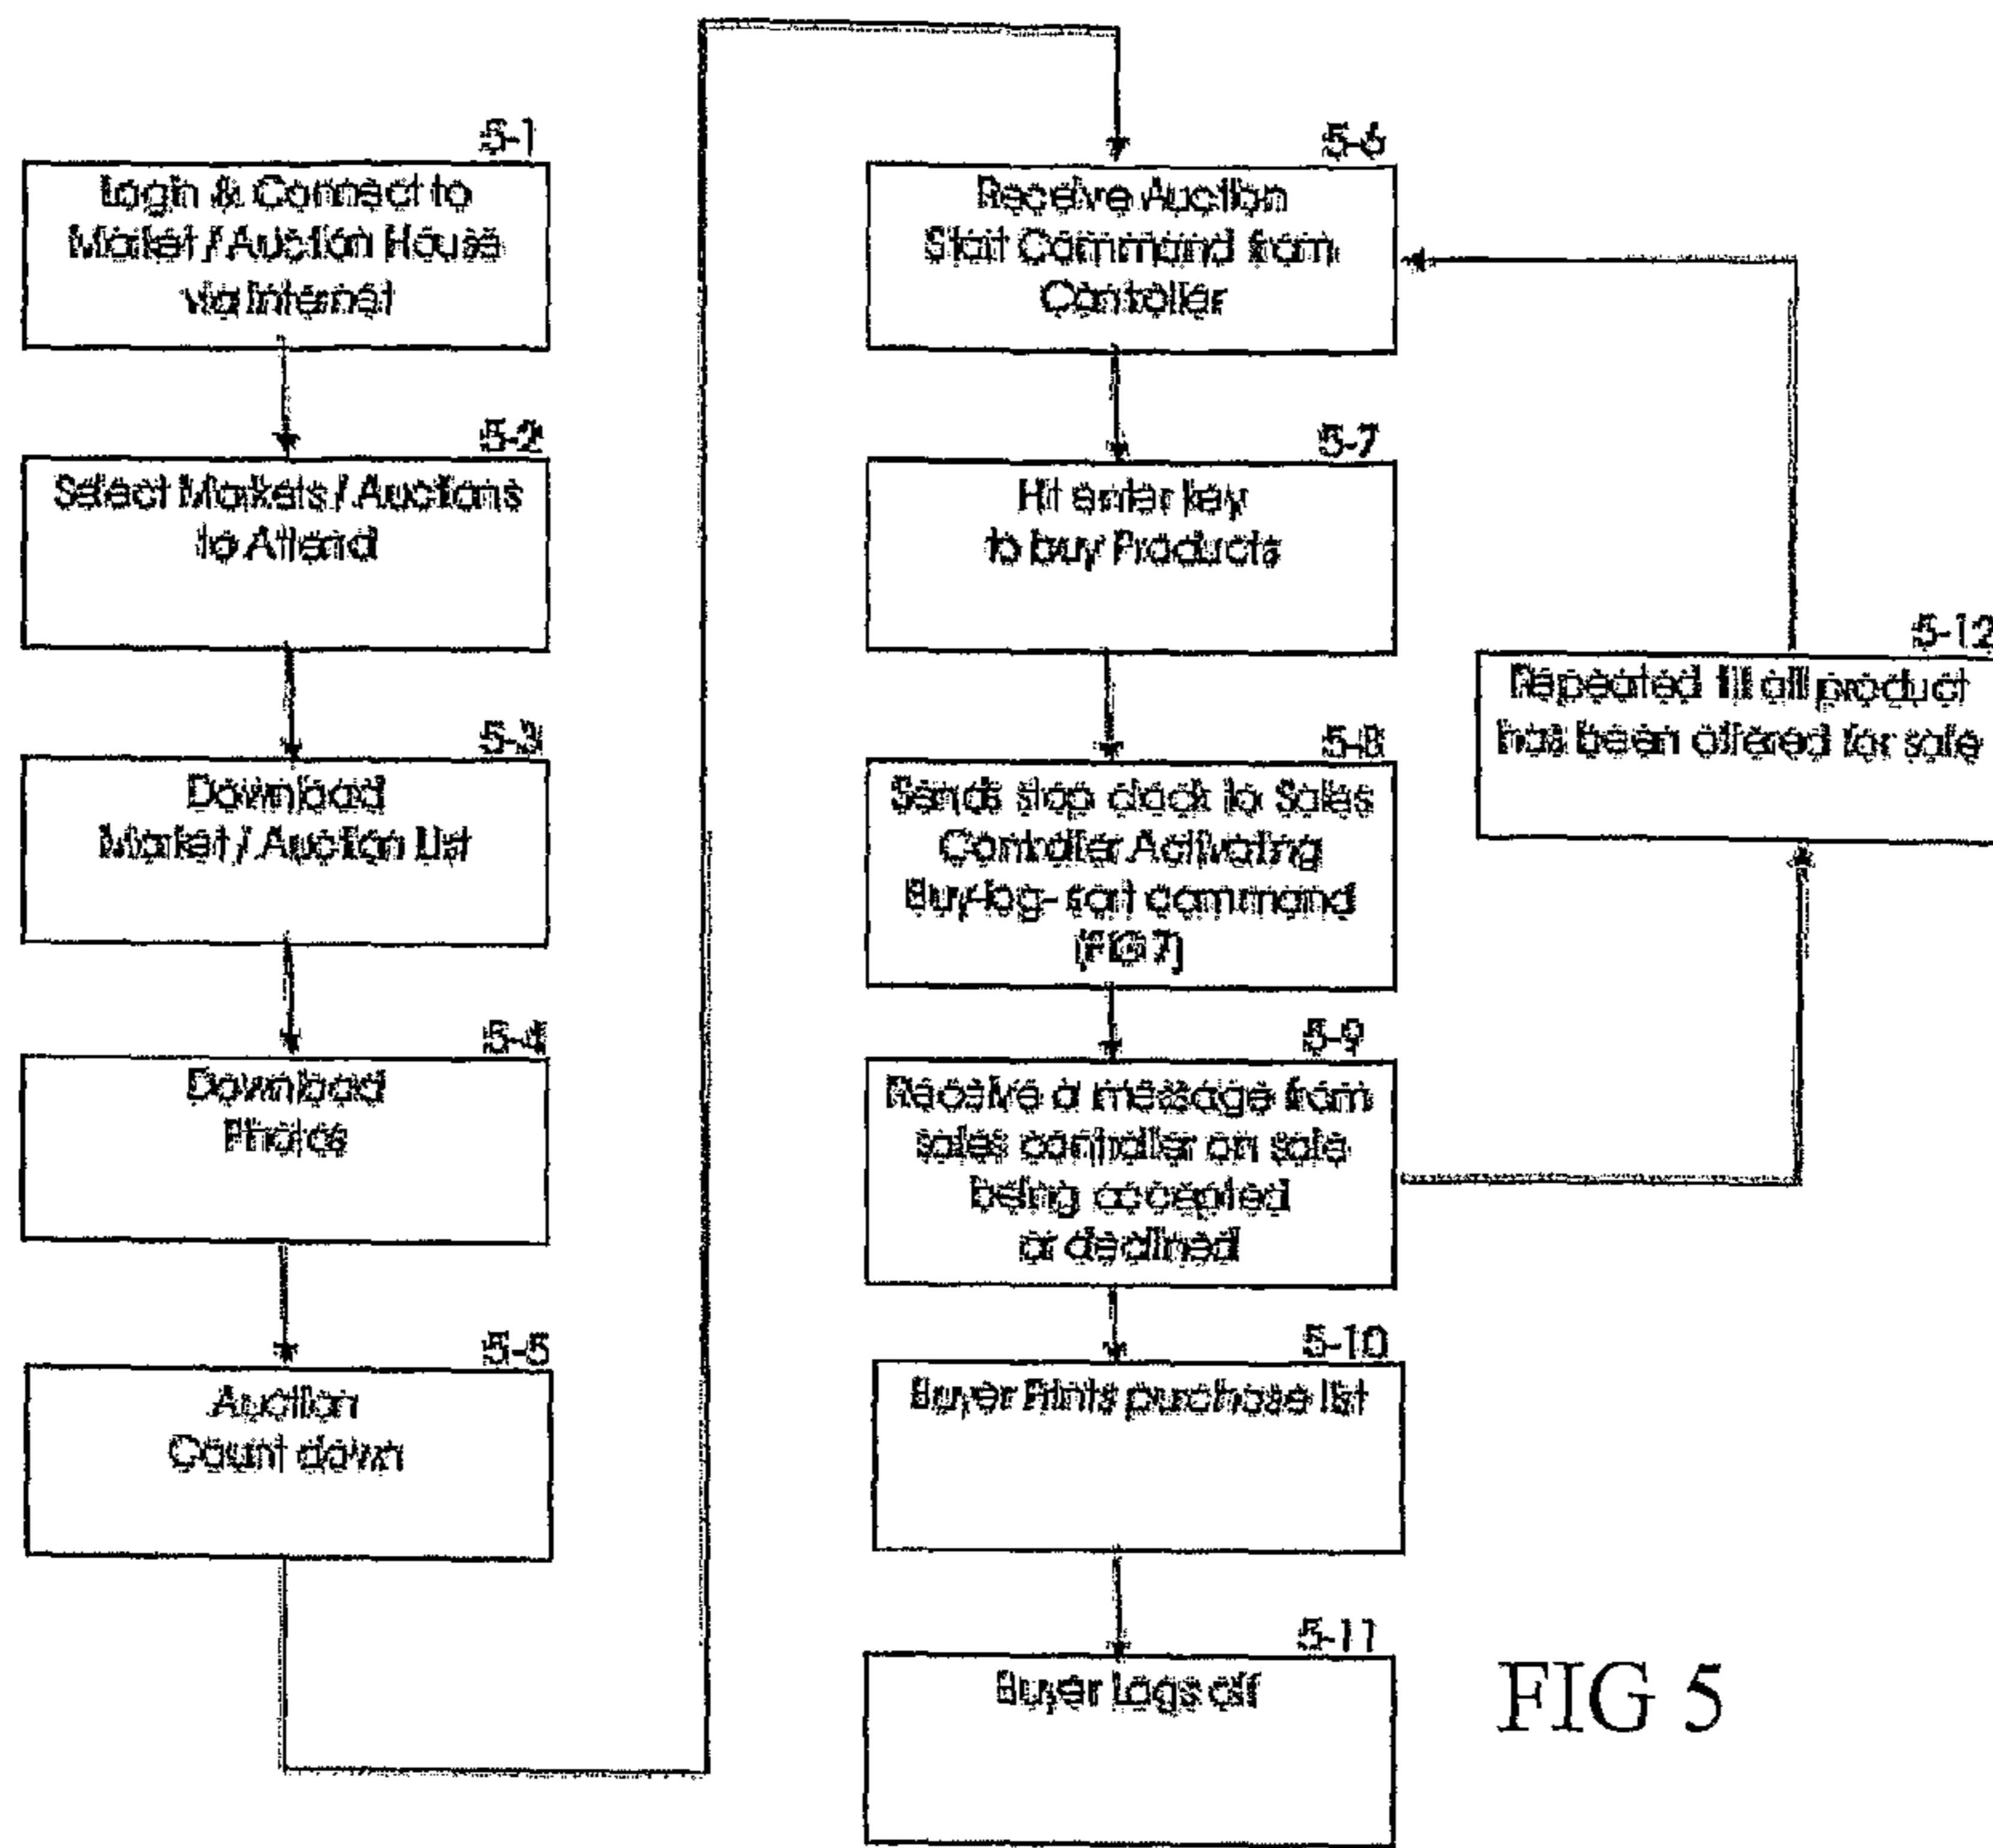 5-1
Login & Connect to
Market / Auction House
via Internet
5-2
Select Markets / Auctions
to Attend
5-3
Download
Market / Auction List
5-4
Download
Photos
5-5
Auction
Count down
5-6
Receive Auction
Start Command from
Controller
5-7
Hit enter key
to buy Products
5-8
Sends stop clock to Sales
Controller Activating
Buy-log- sort command
(FIG 7)
5-9
Receive a message from
sales controller on sale
being accepted
or declined
5-10
Buyer Prints purchase list
5-11
Buyer Logs off
5-12
Repeated till all product
has been offered for sale
FIG 5